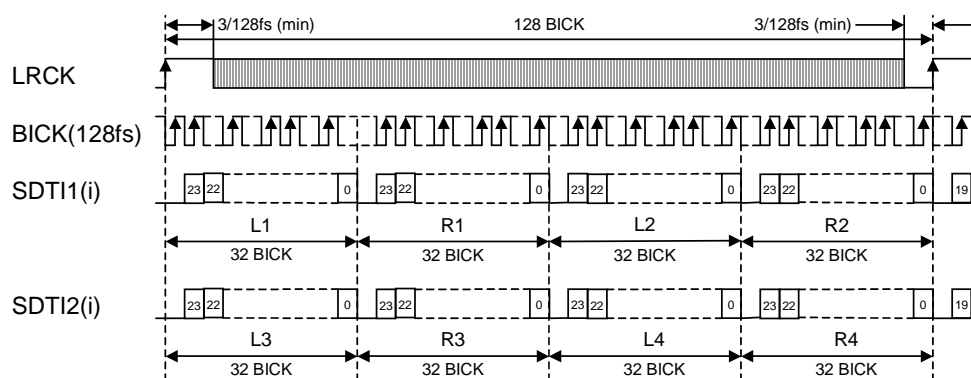 3/128fs (min) 128 BICK 3/128fs (min)
LRCK
BICK(128fs)
SDTI1(i) 23 22 0 23 22 0 23 22 0 23 22 0 19
L1 R1 L2 R2
32 BICK 32 BICK 32 BICK 32 BICK
SDTI2(i) 23 22 0 23 22 0 23 22 0 23 22 0 19
L3 R3 L4 R4
32 BICK 32 BICK 32 BICK 32 BICK